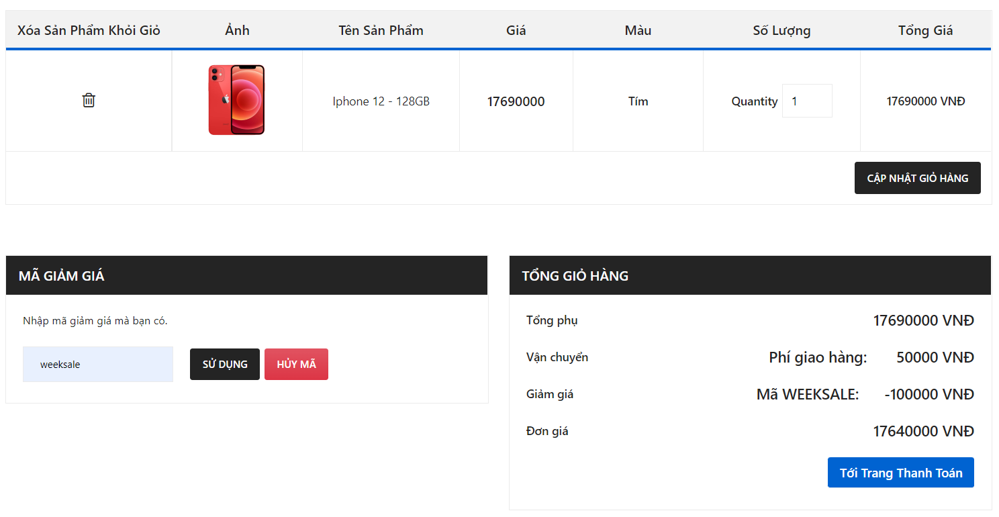 Xóa Sản Phẩm Khỏi Giỏ Ảnh Tên Sản Phẩm Giá Màu Số Lượng Tổng Giá
Iphone 12 - 128GB 17690000 Tím Quantity 1 17690000 VNĐ
CẬP NHẬT GIỎ HÀNG
MÃ GIẢM GIÁ
Nhập mã giảm giá mà bạn có.
weeksale SỬ DỤNG HỦY MÃ
TỔNG GIỎ HÀNG
Tổng phụ 17690000 VNĐ
Vận chuyển Phí giao hàng: 50000 VNĐ
Giảm giá Mã WEEKSALE: -100000 VNĐ
Đơn giá 17640000 VNĐ
Tới Trang Thanh Toán